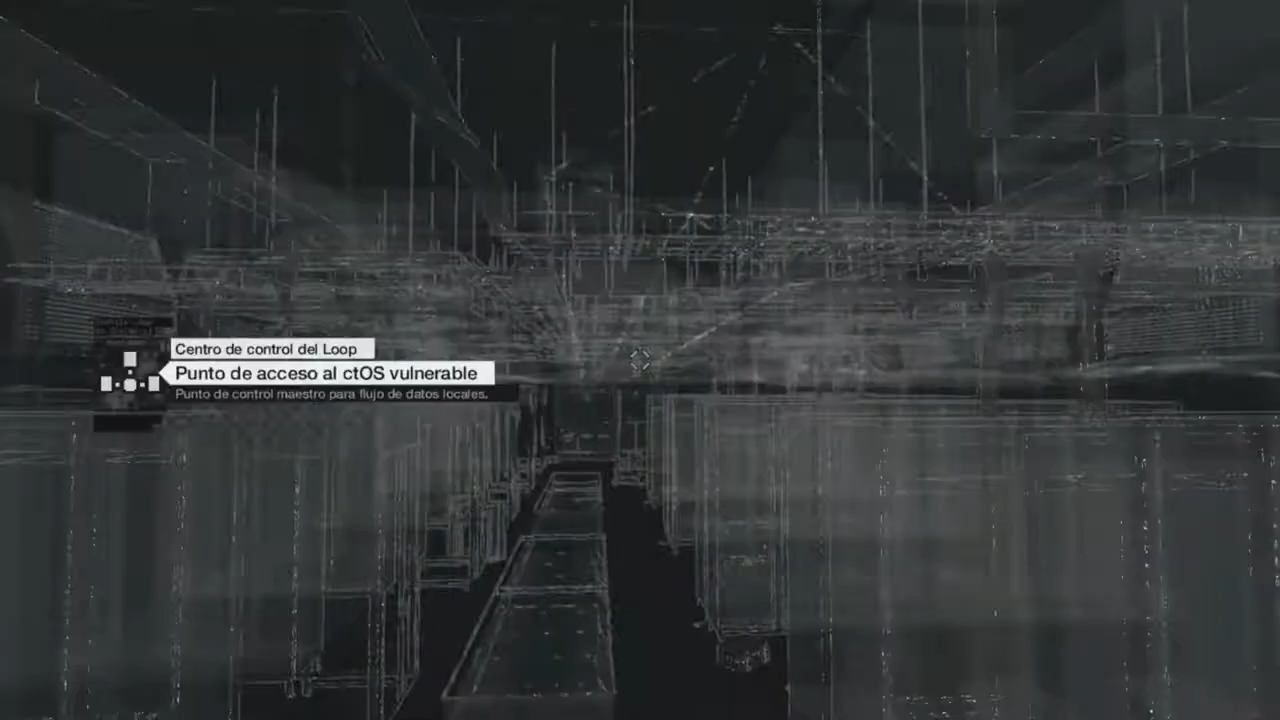 Centro de control del Loop
Punto de acceso al ctOS vulnerable
Punto de control maestro para flujo de datos locales.